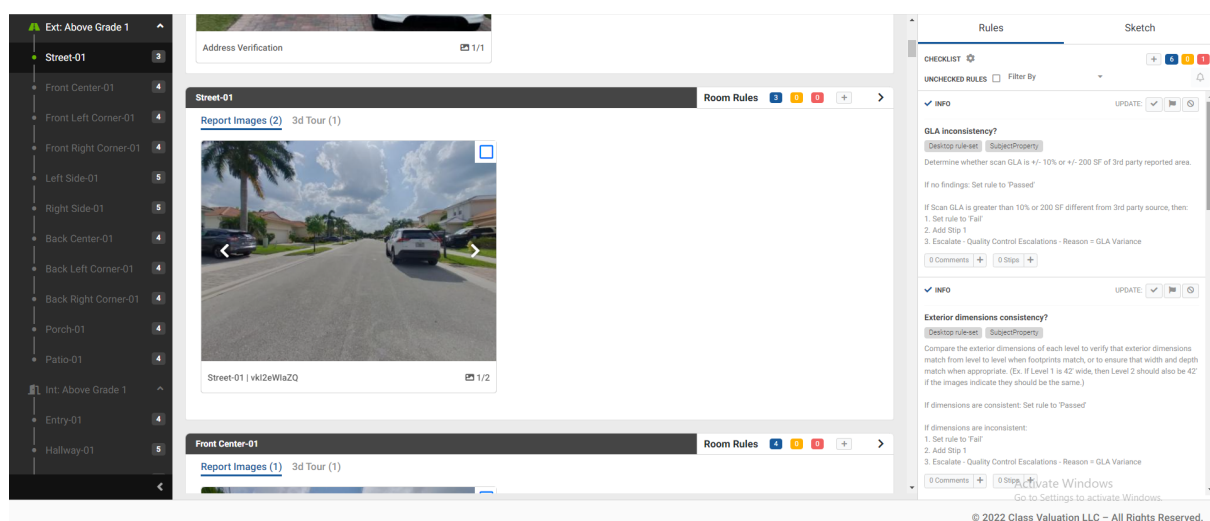 Ext: Above Grade 1
Street-01 3
Front Center-01 4
Front Left Corner-01 4
Front Right Corner-01 4
Left Side-01 5
Right Side-01 5
Back Center-01 4
Back Left Corner-01 4
Back Right Corner-01 4
Porch-01 4
Patio-01 4
Int: Above Grade 1
Entry-01 4
Hallway-01 5
Address Verification 1/1
Street-01 Room Rules 3 0 0 +
Report Images (2) 3d Tour (1)
Street-01 | vkI2eWIaZQ 1/2
Front Center-01 Room Rules 4 0 0 +
Report Images (1) 3d Tour (1)
Rules Sketch
CHECKLIST + 6 0 1
UNCHECKED RULES Filter By
INFO UPDATE:
GLA inconsistency?
Desktop rule-set SubjectProperty
Determine whether scan GLA is +/- 10% or +/- 200 SF of 3rd party reported area.
If no findings: Set rule to 'Passed'
If Scan GLA is greater than 10% or 200 SF different from 3rd party source, then:
1. Set rule to 'Fail'
2. Add Stip 1
3. Escalate - Quality Control Escalations - Reason = GLA Variance
0 Comments + 0 Stips +
INFO UPDATE:
Exterior dimensions consistency?
Desktop rule-set SubjectProperty
Compare the exterior dimensions of each level to verify that exterior dimensions
match from level to level when footprints match, or to ensure that width and depth
match when appropriate. (Ex. If Level 1 is 42' wide, then Level 2 should also be 42'
if the images indicate they should be the same.)
If dimensions are consistent: Set rule to 'Passed'
If dimensions are inconsistent:
1. Set rule to 'Fail'
2. Add Stip 1
3. Escalate - Quality Control Escalations - Reason = GLA Variance
0 Comments + 0 Stips +
Activate Windows
Go to Settings to activate Windows.
© 2022 Class Valuation LLC – All Rights Reserved.